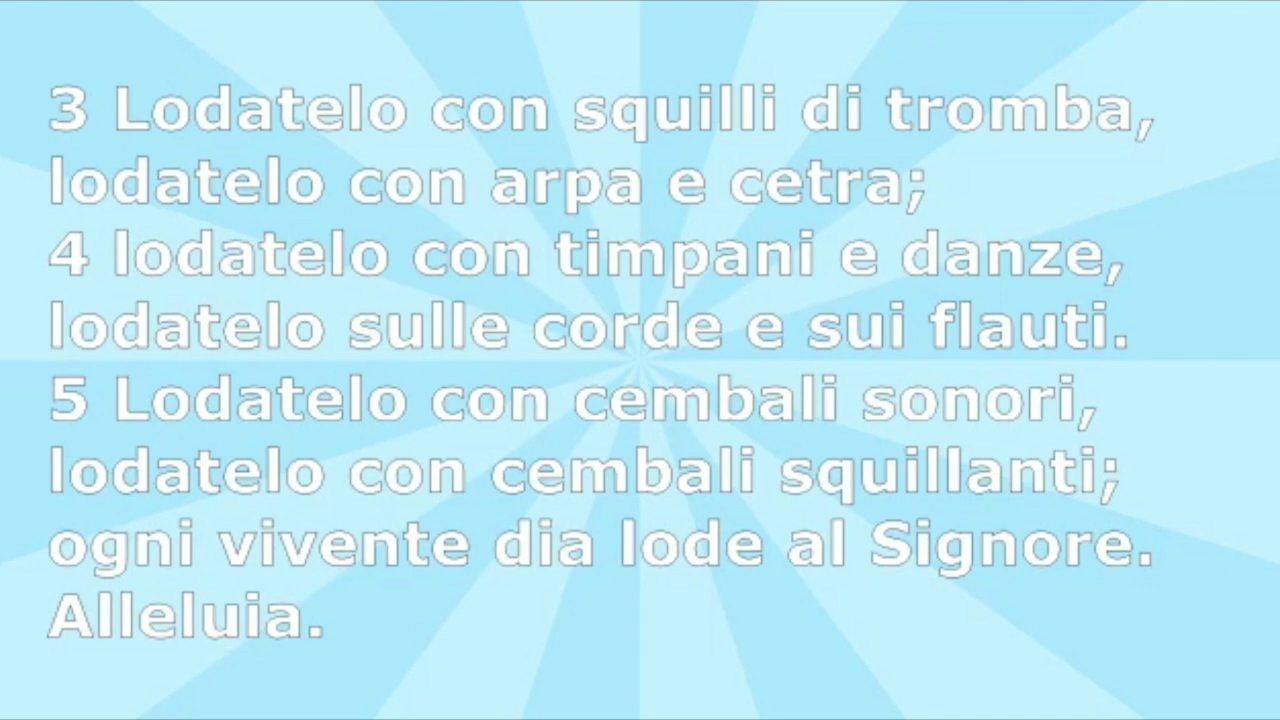 3 Lodatelo con squilli di tromba,
lodatelo con arpa e cetra;
4 lodatelo con timpani e danze,
lodatelo sulle corde e sui flauti.
5 Lodatelo con cembali sonori,
lodatelo con cembali squillanti;
ogni vivente dia lode al Signore.
Alleluia.